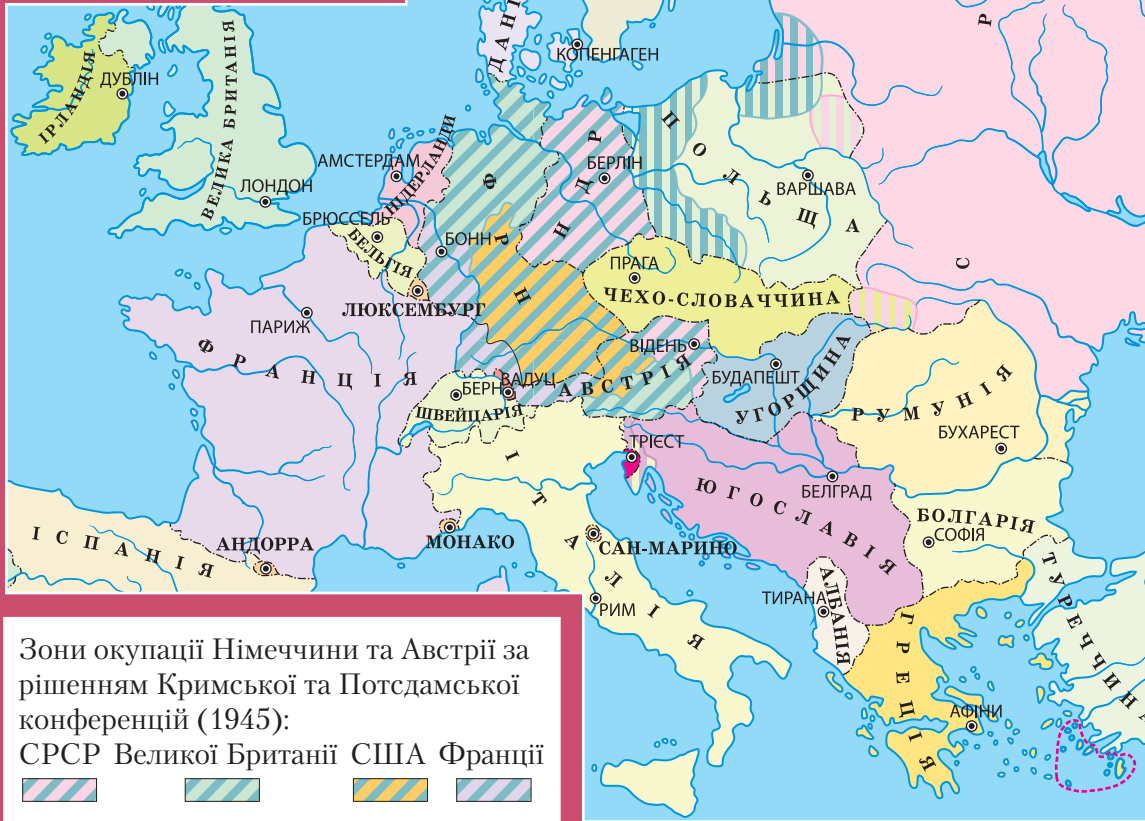 ІРЛАНДІЯ
ДУБЛІН
ВЕЛИКА БРИТАНІЯ
ЛОНДОН
ДАНІ
КОПЕНГАГЕН
Р
АМСТЕРДАМ
НІДЕРЛАНДИ
БРЮССЕЛЬ
БЕЛЬГІЯ
БОНН
ЛЮКСЕМБУРГ
ФРН
НДР
БЕРЛІН
ПОЛЬЩА
ВАРШАВА
С
ПРАГА
ЧЕХО-СЛОВАЧЧИНА
ПАРИЖ
ФРАНЦІЯ
БЕРН
ВАДУЦ
ШВЕЙЦАРІЯ
ВІДЕНЬ
АВСТРІЯ
БУДАПЕШТ
УГОРЩИНА
РУМУНІЯ
БУХАРЕСТ
ТРІЄСТ
ІТАЛІЯ
ЮГОСЛАВІЯ
БЕЛГРАД
БОЛГАРІЯ
СОФІЯ
ІСПАНІЯ
АНДОРРА
МОНАКО
САН-МАРИНО
РИМ
ТИРАНА
АЛБАНІЯ
ГРЕЦІЯ
АФІНИ
ТУРЕЧЧИНА
Зони окупації Німеччини та Австрії за
рішенням Кримської та Потсдамської
конференцій (1945):
СРСР Великої Британії США Франції